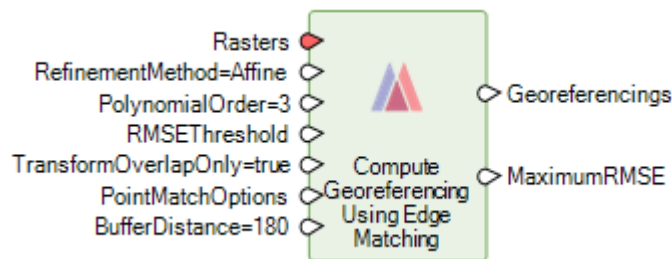 Rasters
RefinementMethod=Affine
PolynomialOrder=3
RMSEThreshold
TransformOverlapOnly=true
PointMatchOptions
BufferDistance=180
Compute
Georeferencing
Using Edge
Matching
Georeferencings
MaximumRMSE